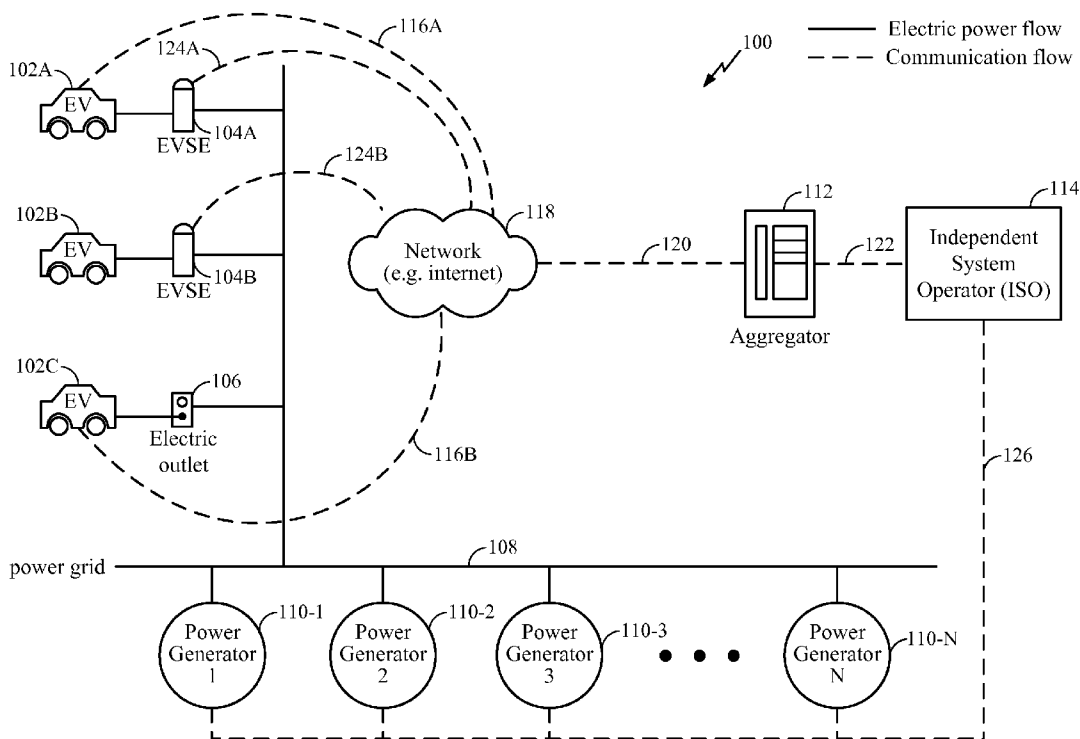 116A
124A
102A
EV
EVSE
104A
100
Electric power flow
Communication flow
124B
102B
EV
EVSE
104B
118
Network
(e.g. internet)
120
112
Aggregator
122
114
Independent
System
Operator (ISO)
102C
EV
106
Electric
outlet
116B
126
power grid
108
Power
Generator
1
110-1
Power
Generator
2
110-2
Power
Generator
3
110-3
Power
Generator
N
110-N